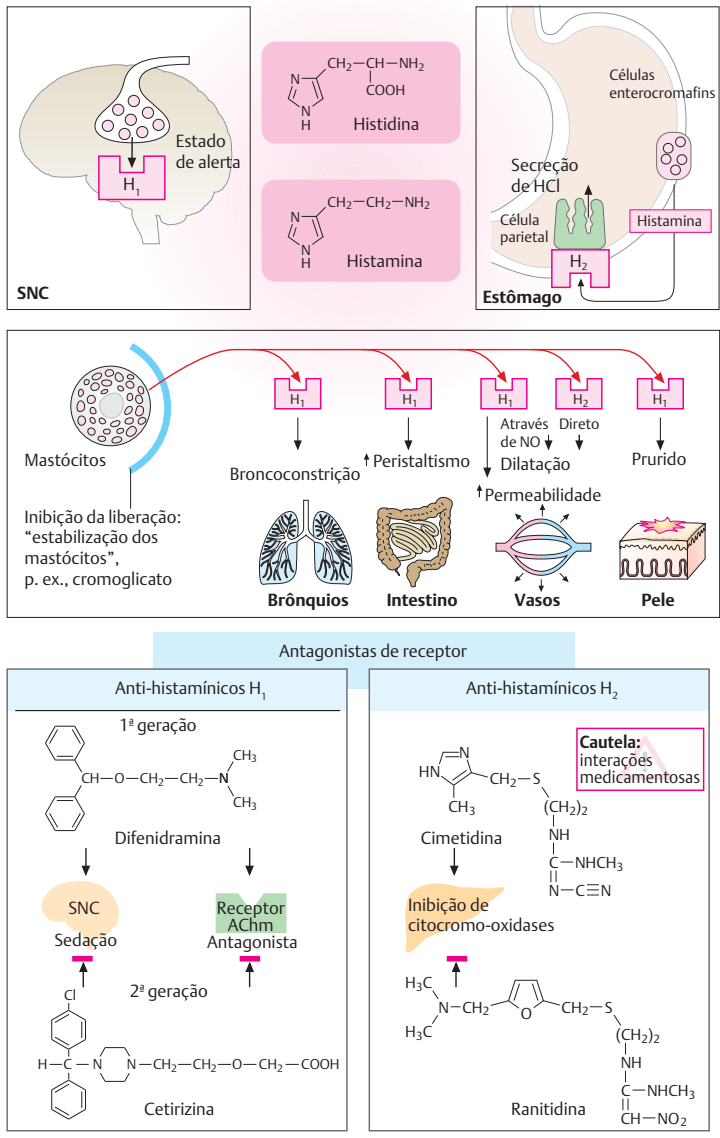 Estado
de alerta
H1
SNC
CH2–CH–NH2
COOH
N
N
H
Histidina
CH2–CH2–NH2
N
N
H
Histamina
Células
enterocromafins
Secreção
de HCl
Célula
parietal
Histamina
H2
Estômago
H1
H1
H1
H2
H1
Mastócitos
Através
de NO
Direto
Broncoconstrição
Peristaltismo
Dilatação
Prurido
Permeabilidade
Inibição da liberação:
“estabilização dos
mastócitos”,
p. ex., cromoglicato
Brônquios
Intestino
Vasos
Pele
Antagonistas de receptor
Anti-histamínicos H1
1ª geração
CH–O–CH2–CH2–N
CH3
CH3
Difenidramina
SNC
Sedação
Receptor
AChm
Antagonista
2ª geração
Cl
H–C–N
N–CH2–CH2–O–CH2–COOH
Cetirizina
Anti-histamínicos H2
Cautela:
interações
medicamentosas
N
HN
CH2–S
CH3
(CH2)2
NH
C–NHCH3
N–C≡N
Cimetidina
Inibição de
citocromo-oxidases
H3C
N–CH2
O
CH2–S
H3C
(CH2)2
NH
C–NHCH3
CH–NO2
Ranitidina